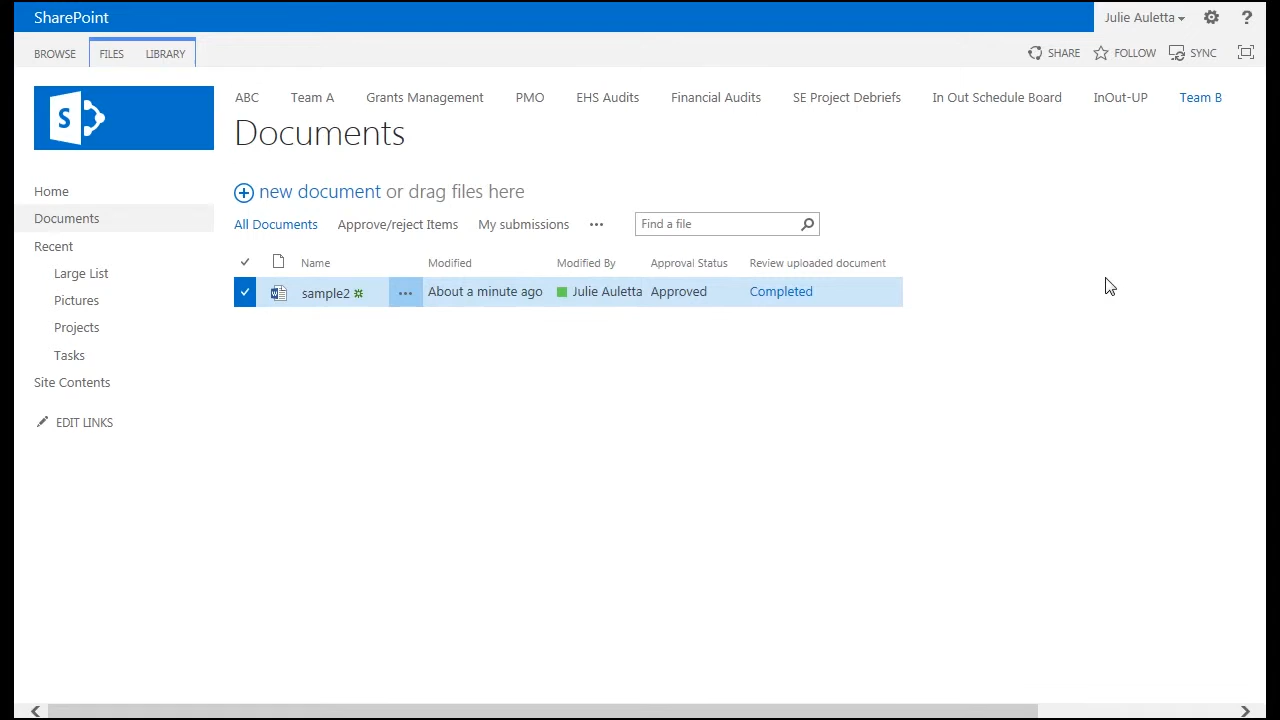 SharePoint
Julie Auletta
?
BROWSE FILES LIBRARY
SHARE FOLLOW SYNC
S
ABC Team A Grants Management PMO EHS Audits Financial Audits SE Project Debriefs In Out Schedule Board InOut-UP Team B
Documents
Home
Documents
Recent
Large List
Pictures
Projects
Tasks
Site Contents
EDIT LINKS
new document or drag files here
All Documents Approve/reject Items My submissions ... Find a file
Name Modified Modified By Approval Status Review uploaded document
sample2 ... About a minute ago Julie Auletta Approved Completed